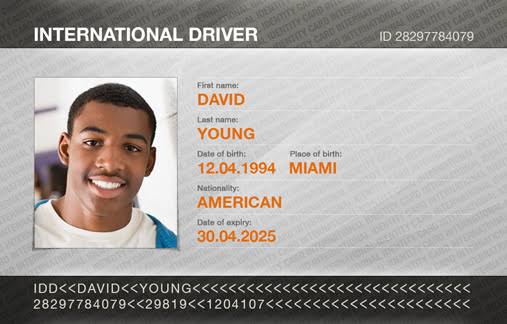 INTERNATIONAL DRIVER
ID 28297784079
First name:
DAVID
Last name:
YOUNG
Date of birth: Place of birth:
12.04.1994 MIAMI
Nationality:
AMERICAN
Date of expiry:
30.04.2025
IDD<<DAVID<<YOUNG<<<<<<<<<<<<<<<<<<<<<<<<<<<<<<
28297784079<<29819<<1204107<<<<<<<<<<<<<<<<<<<<